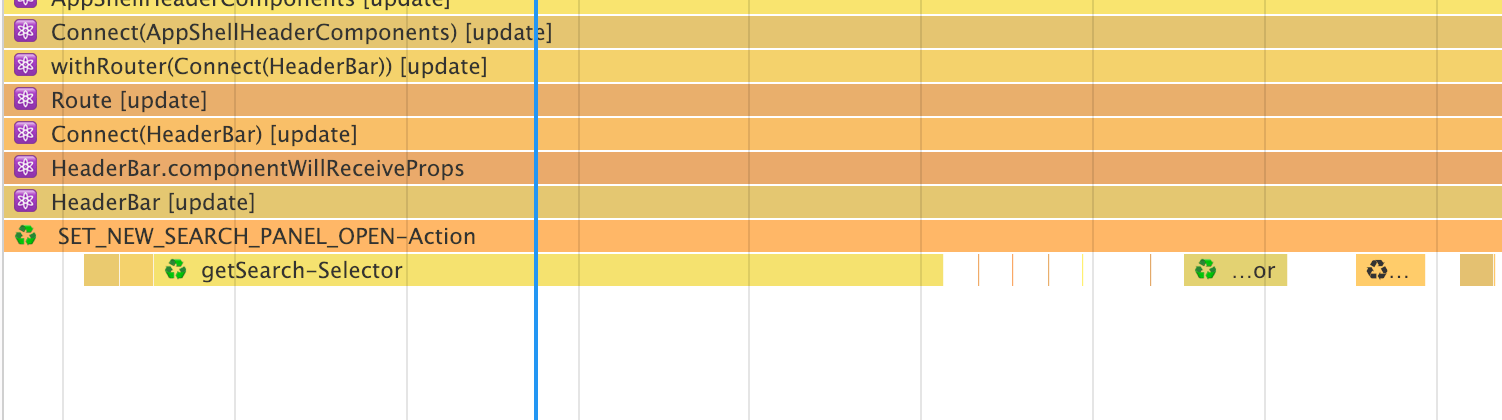 AppShellHeaderComponents [update]
Connect(AppShellHeaderComponents) [update]
withRouter(Connect(HeaderBar)) [update]
Route [update]
Connect(HeaderBar) [update]
HeaderBar.componentWillReceiveProps
HeaderBar [update]
SET_NEW_SEARCH_PANEL_OPEN–Action
getSearch–Selector …or …